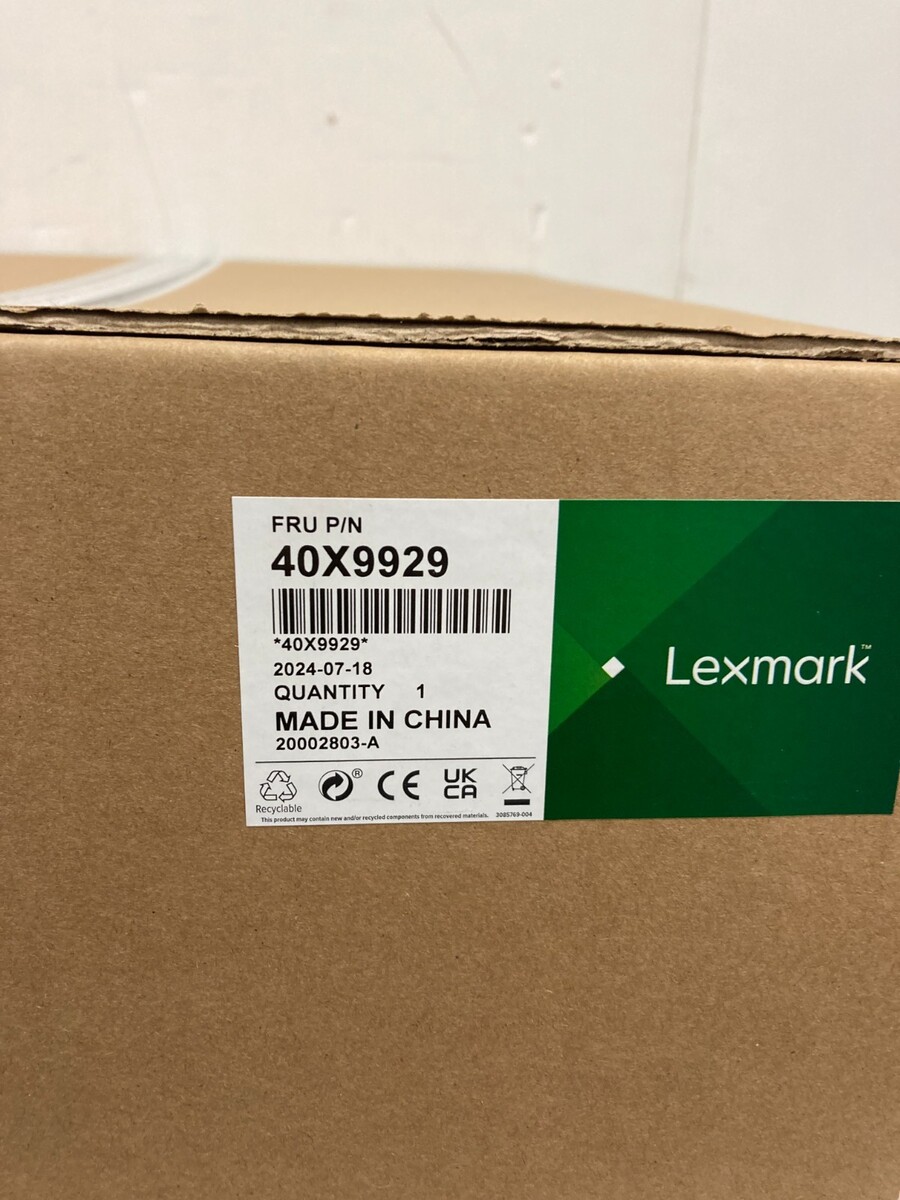 FRU P/N
40X9929
*40X9929*
2024-07-18
QUANTITY 1
MADE IN CHINA
20002803-A
®
CE
UK
CA
Recyclable
This product may contain new and/or recycled components from recovered materials. 3085769-004
Lexmark™